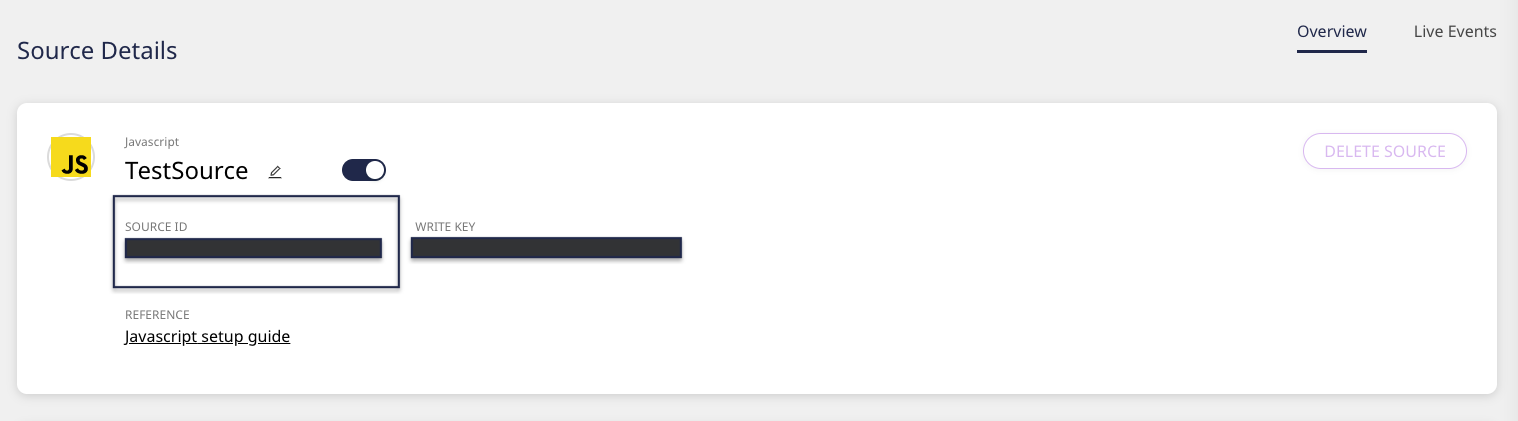 Source Details
Overview
Live Events
JS
Javascript
TestSource
DELETE SOURCE
SOURCE ID
WRITE KEY
REFERENCE
Javascript setup guide